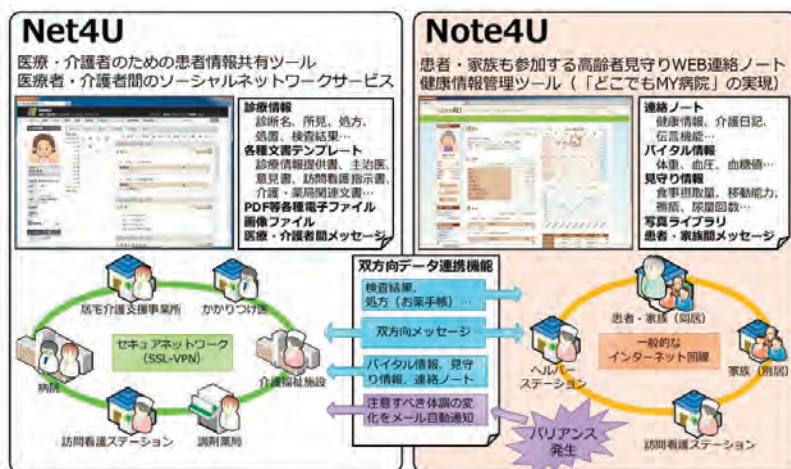 Net4U
医療・介護者のための患者情報共有ツール
医療者・介護者間のソーシャルネットワークサービス
診療情報
診断名、所見、処方、
処置、検査結果…
各種文書テンプレート
診療情報提供書、主治医、
意見書、訪問看護指示書
介護・薬局関連文書…
PDF等各種電子ファイル
画像ファイル
医療・介護者間メッセージ
居宅介護支援事業所
かかりつけ医
病院
セキュアネットワーク
(SSL-VPN)
介護福祉施設
訪問看護ステーション
調剤薬局
双方向データ連携機能
検査結果、
処方（お薬手帳）…
双方向メッセージ
バイタル情報、見守
り情報、連絡ノート
注意すべき体調の変
化をメール自動通知
Note4U
患者・家族も参加する高齢者見守りWEB連絡ノート
健康情報管理ツール（「どこでもMY病院」の実現）
連絡ノート
健康情報、介護日記、
伝言機能…
バイタル情報
体重、血圧、血糖値…
見守り情報
食事摂取量、移動能力、
褥瘡、尿量回数…
写真ライブラリ
患者・家族間メッセージ
患者・家族（同居）
ヘルパー
ステーション
一般的な
インターネット回線
家族（別居）
訪問看護ステーション
バリアンス
発生